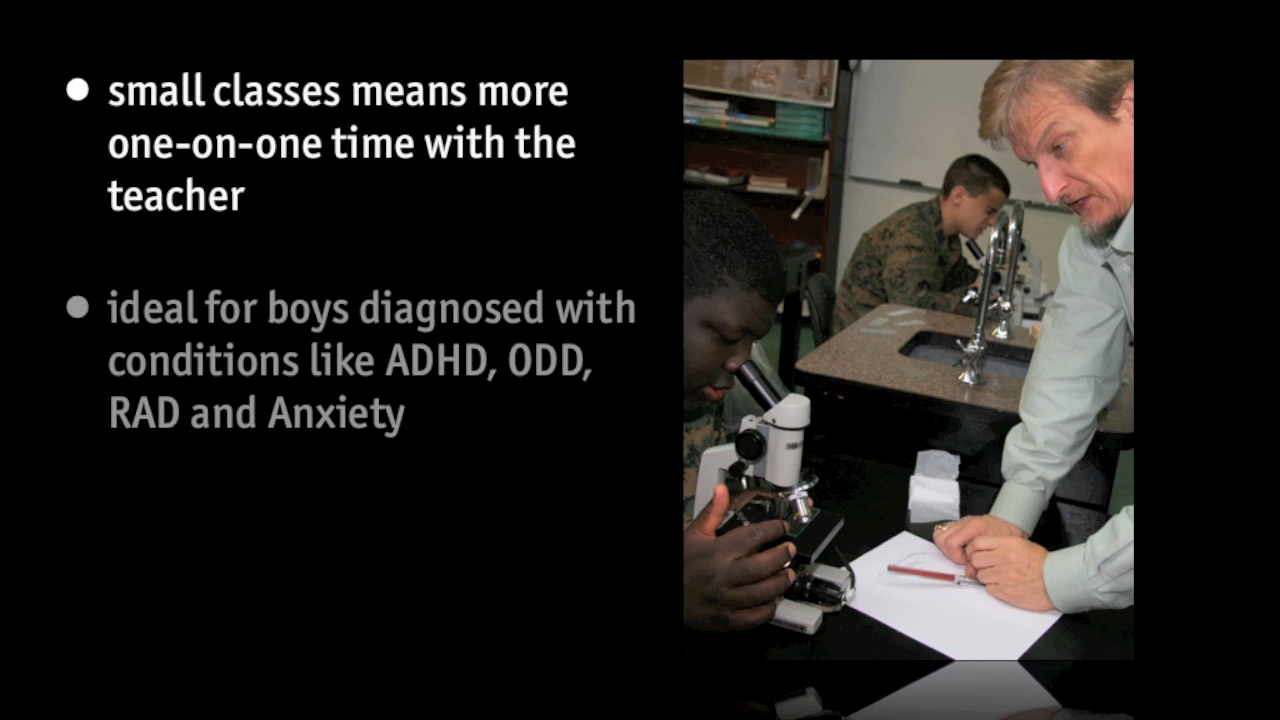 ● small classes means more
one-on-one time with the
teacher
● ideal for boys diagnosed with
conditions like ADHD, ODD,
RAD and Anxiety